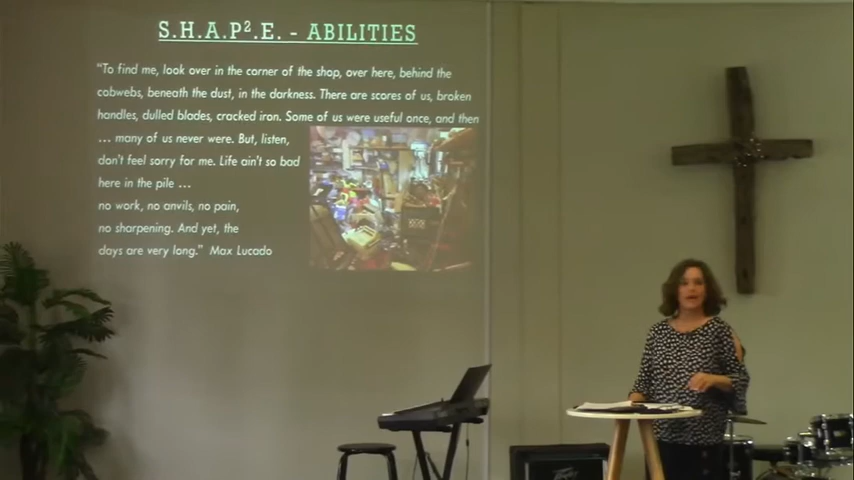 S.H.A.P².E. - ABILITIES
"To find me, look over in the corner of the shop, over here, behind the
cobwebs, beneath the dust, in the darkness. There are scores of us, broken
handles, dulled blades, cracked iron. Some of us were useful once, and then
... many of us never were. But, listen,
don't feel sorry for me. Life ain't so bad
here in the pile ...
no work, no anvils, no pain,
no sharpening. And yet, the
days are very long." Max Lucado
Peavey